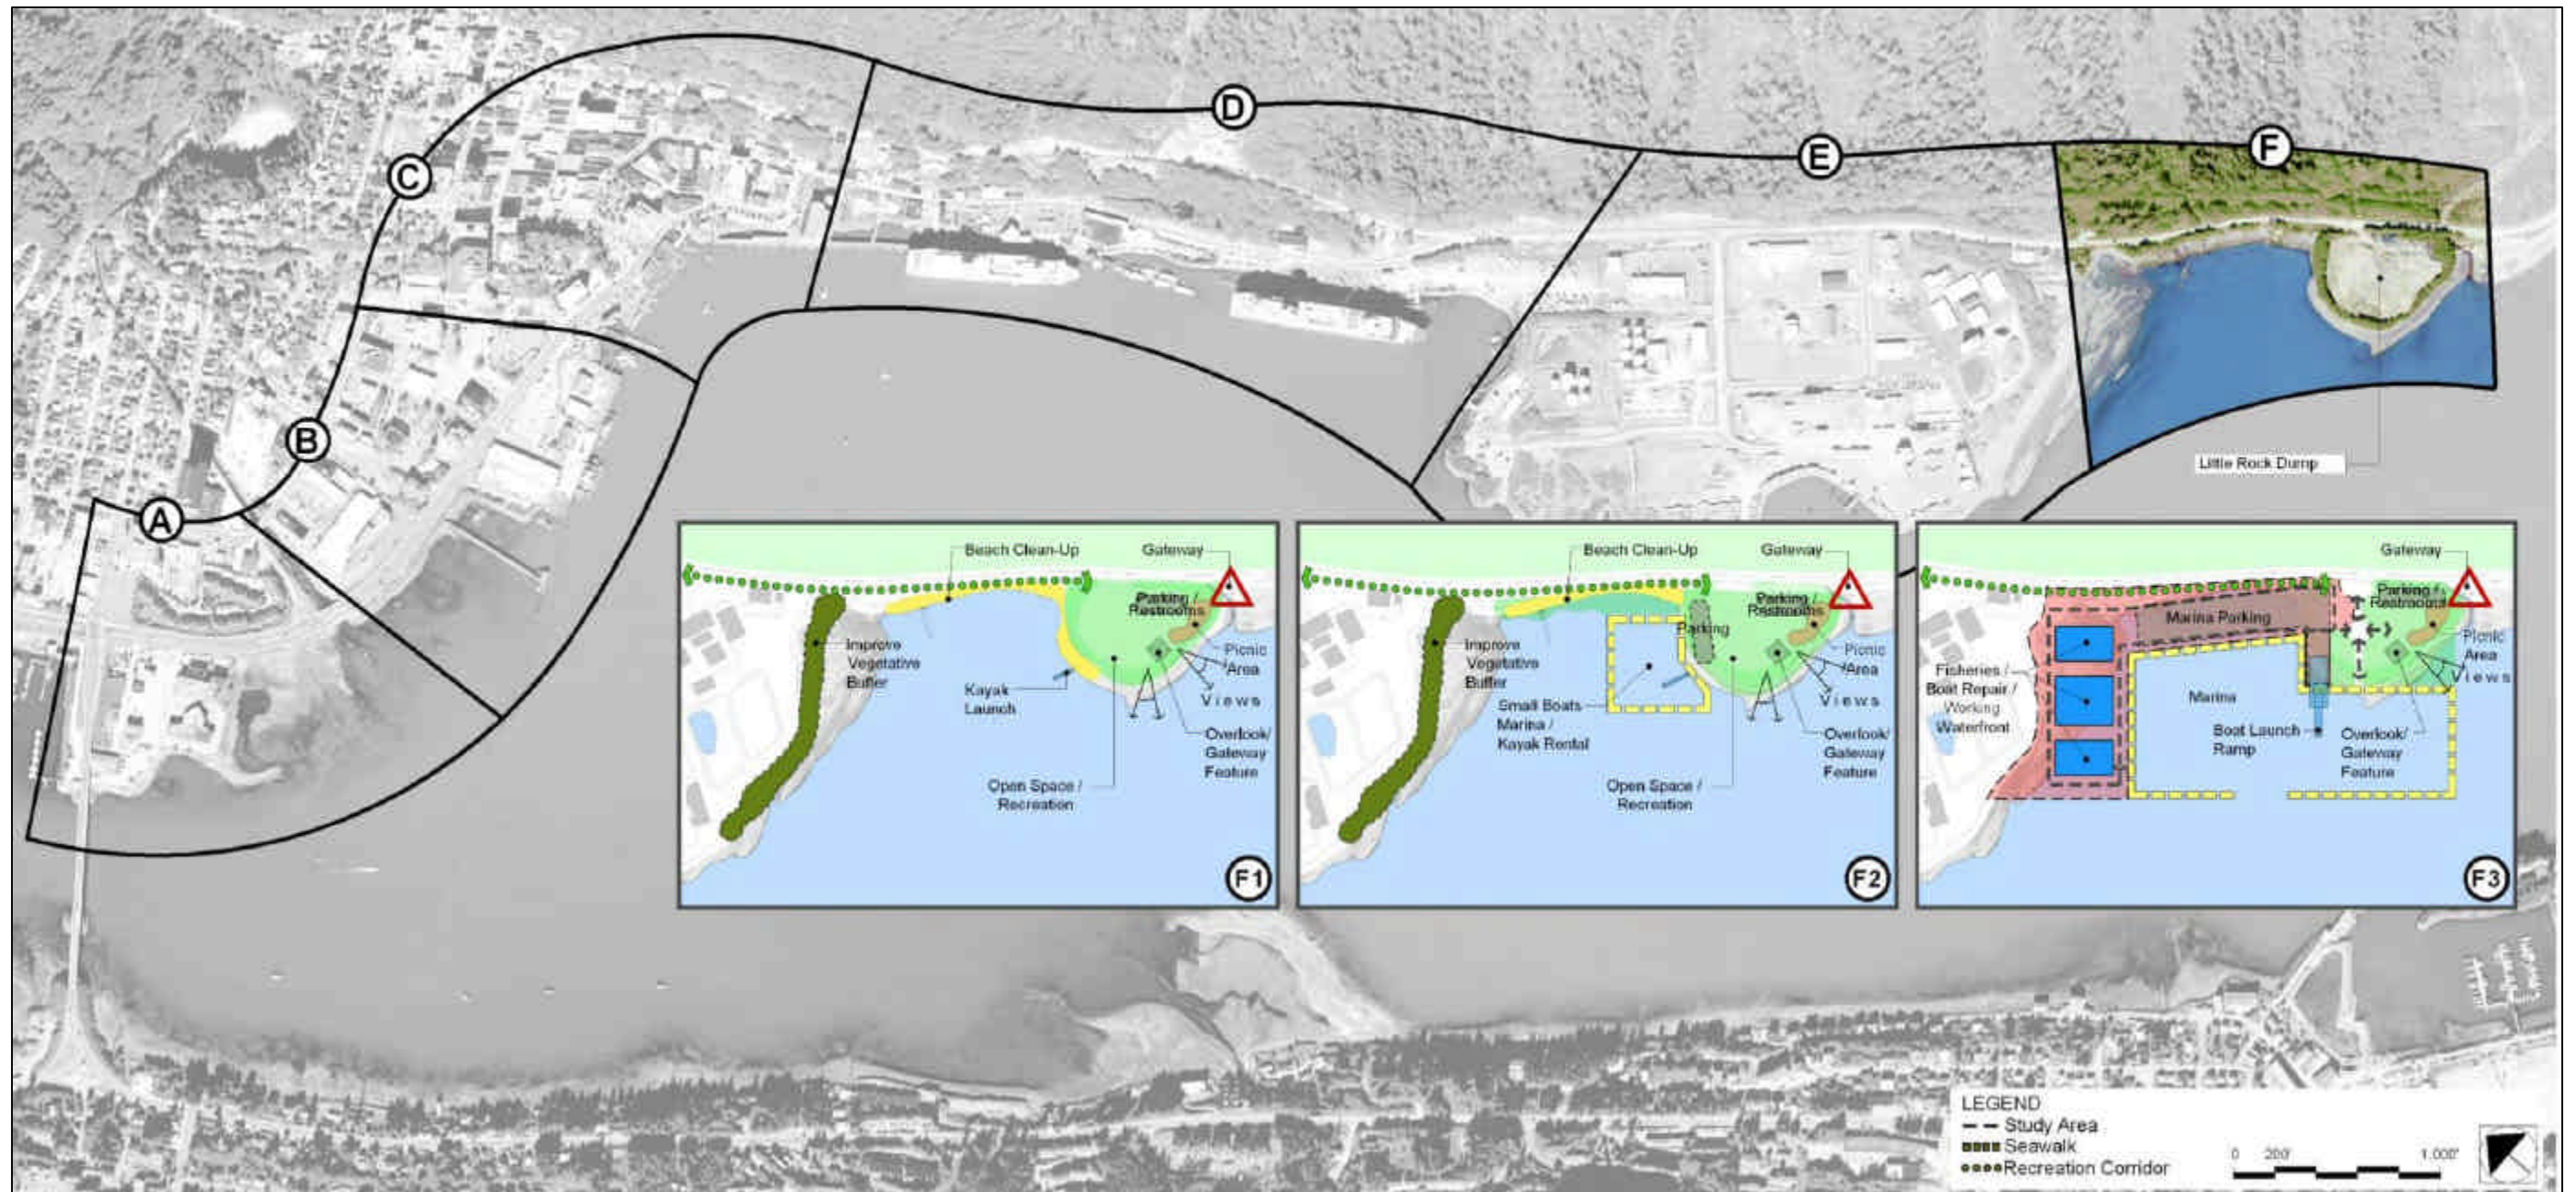 C
D
E
F
B
A
Little Rock Dump
Beach Clean-Up
Gateway
Parking /
Restrooms
Improve
Vegetative
Buffer
Picnic
Area
Kayak
Launch
Views
Overlook/
Gateway
Feature
Open Space /
Recreation
F1
Beach Clean-Up
Gateway
Parking /
Restrooms
Parking
Improve
Vegetative
Buffer
Picnic
Area
Small Boats
Marina /
Kayak Rental
Views
Overlook/
Gateway
Feature
Open Space /
Recreation
F2
Gateway
Parking /
Restrooms
Marina Parking
Picnic
Area
Fisheries /
Boat Repair /
Working
Waterfront
Views
Marina
Boat Launch
Ramp
Overlook/
Gateway
Feature
F3
LEGEND
Study Area
Seawalk
Recreation Corridor
0 200' 1,000'